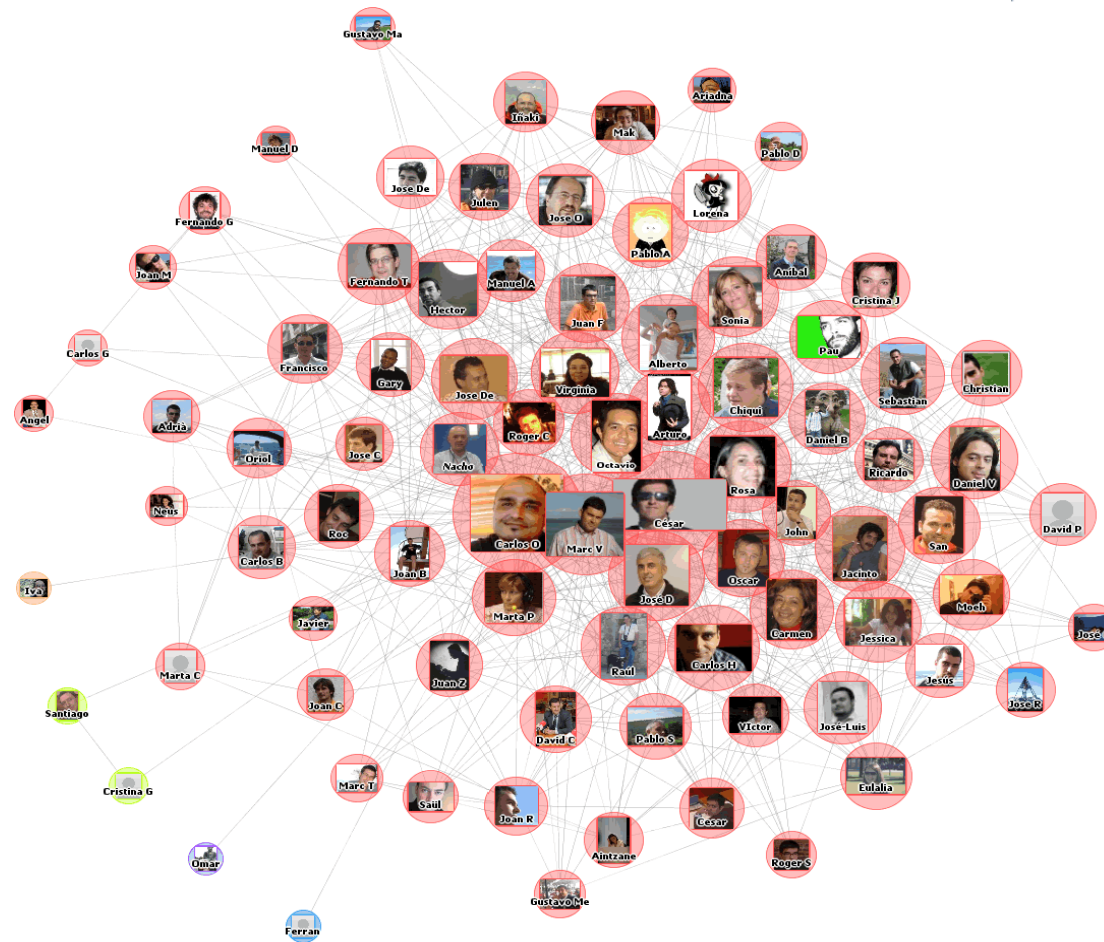 Gustavo Ma
Iñaki
Ariadna
Mak
Manuel D
Pablo D
Jose De
Julen
Jose O
Lorena
Fernando G
Pablo A
Joan M
Fernando T
Manuel A
Anibal
Hector
Cristina J
Juan F
Sonia
Carlos G
Francisco
Pau
Alberto
Gary
Jose De
Virginia
Christian
Sebastian
Chiqui
Angel
Adrià
Roger C
Arturo
Daniel B
Oriol
Jose C
Nacho
Octavio
Ricardo
Rosa
Daniel V
Neus
Roc
Cesar
David P
John
Carlos O
Marc V
San
Carlos B
Joan B
Jacinto
Oscar
Iva
José D
Moeh
Marta P
Javier
Carmen
Jessica
Jose
Raul
Carlos H
Marta C
Juan Z
Jesus
Joan C
Jose R
Santiago
VIctor
José-Luis
David C
Pablo S
Marc T
Cristina G
Eulalia
Saül
Joan R
Cesar
Aintzane
Omar
Roger S
Gustavo Me
Ferran